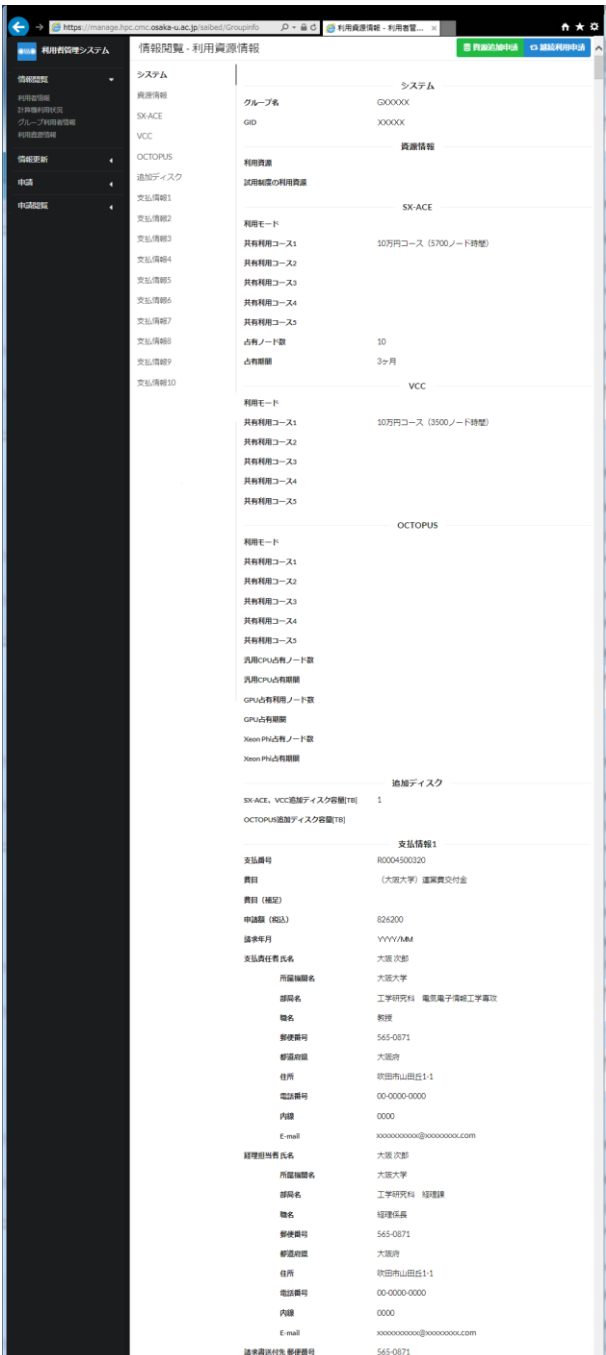 https://manage.hpc.cmc.osaka-u.ac.jp/saibed/Groupinfo
利用資源情報 - 利用者管...
利用者管理システム
情報閲覧 - 利用資源情報
資源追加申請
継続利用申請
情報閲覧
利用者情報
計算機利用状況
グループ利用者情報
利用資源情報
情報更新
申請
申請閲覧
システム
資源情報
SX-ACE
VCC
OCTOPUS
追加ディスク
支払情報1
支払情報2
支払情報3
支払情報4
支払情報5
支払情報6
支払情報7
支払情報8
支払情報9
支払情報10
システム
グループ名 GXXXXX
GID XXXXX
資源情報
利用資源
試用制度の利用資源
SX-ACE
利用モード
共有利用コース1 10万円コース（5700ノード時間）
共有利用コース2
共有利用コース3
共有利用コース4
共有利用コース5
占有ノード数 10
占有期間 3ヶ月
VCC
利用モード
共有利用コース1 10万円コース（3500ノード時間）
共有利用コース2
共有利用コース3
共有利用コース4
共有利用コース5
OCTOPUS
利用モード
共有利用コース1
共有利用コース2
共有利用コース3
共有利用コース4
共有利用コース5
汎用CPU占有ノード数
汎用CPU占有期間
GPU占有利用ノード数
GPU占有期間
Xeon Phi占有ノード数
Xeon Phi占有期間
追加ディスク
SX-ACE、VCC追加ディスク容量[TB] 1
OCTOPUS追加ディスク容量[TB]
支払情報1
支払番号 R0004500320
費目 （大阪大学）運営費交付金
費目（補足）
申請額（税込） 826200
請求年月 YYYY/MM
支払責任者 氏名 大阪 次郎
所属機関名 大阪大学
部局名 工学研究科 電気電子情報工学専攻
職名 教授
郵便番号 565-0871
都道府県 大阪府
住所 吹田市山田丘1-1
電話番号 00-0000-0000
内線 0000
E-mail xxxxxxxxxx@xxxxxxxx.com
経理担当者 氏名 大阪 次郎
所属機関名 大阪大学
部局名 工学研究科 経理課
職名 経理係長
郵便番号 565-0871
都道府県 大阪府
住所 吹田市山田丘1-1
電話番号 00-0000-0000
内線 0000
E-mail xxxxxxxxxx@xxxxxxxx.com
請求書送付先 郵便番号 565-0871